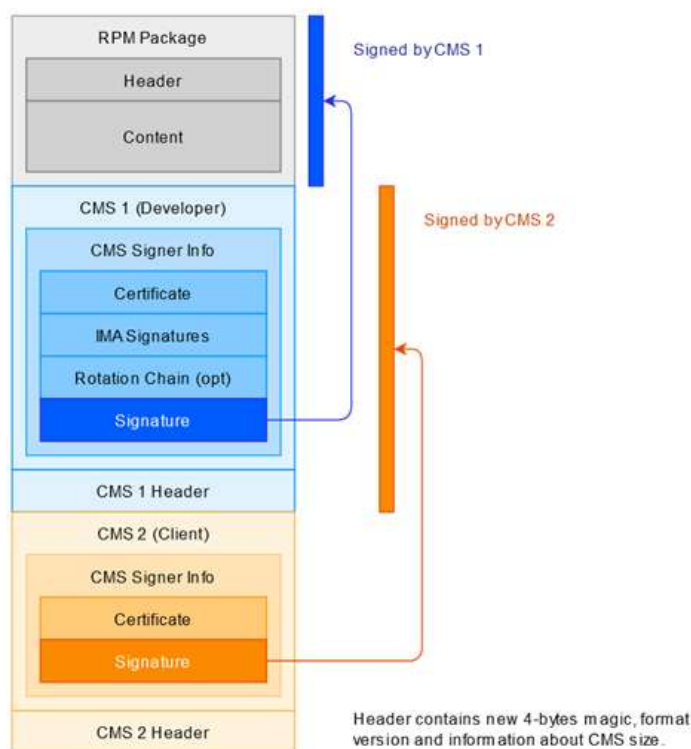 RPM Package
Header
Content
Signed by CMS 1
CMS 1 (Developer)
CMS Signer Info
Certificate
IMA Signatures
Rotation Chain (opt)
Signature
CMS 1 Header
Signed by CMS 2
CMS 2 (Client)
CMS Signer Info
Certificate
Signature
CMS 2 Header
Header contains new 4-bytes magic, format
version and information about CMS size.